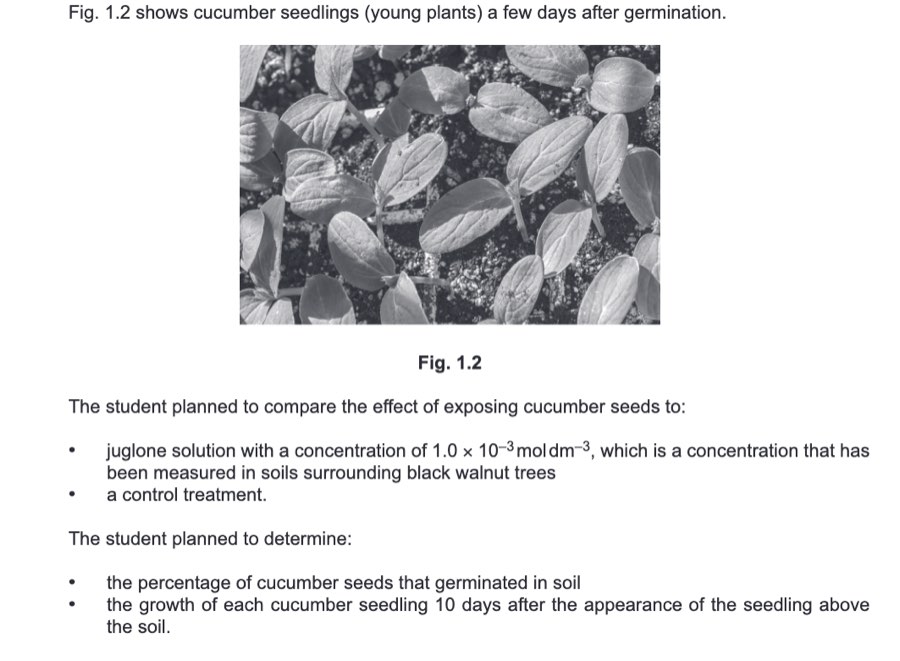 Fig. 1.2 shows cucumber seedlings (young plants) a few days after germination.
Fig. 1.2
The student planned to compare the effect of exposing cucumber seeds to:
• juglone solution with a concentration of 1.0 × 10⁻³ mol dm⁻³, which is a concentration that has
been measured in soils surrounding black walnut trees
• a control treatment.
The student planned to determine:
• the percentage of cucumber seeds that germinated in soil
• the growth of each cucumber seedling 10 days after the appearance of the seedling above
the soil.